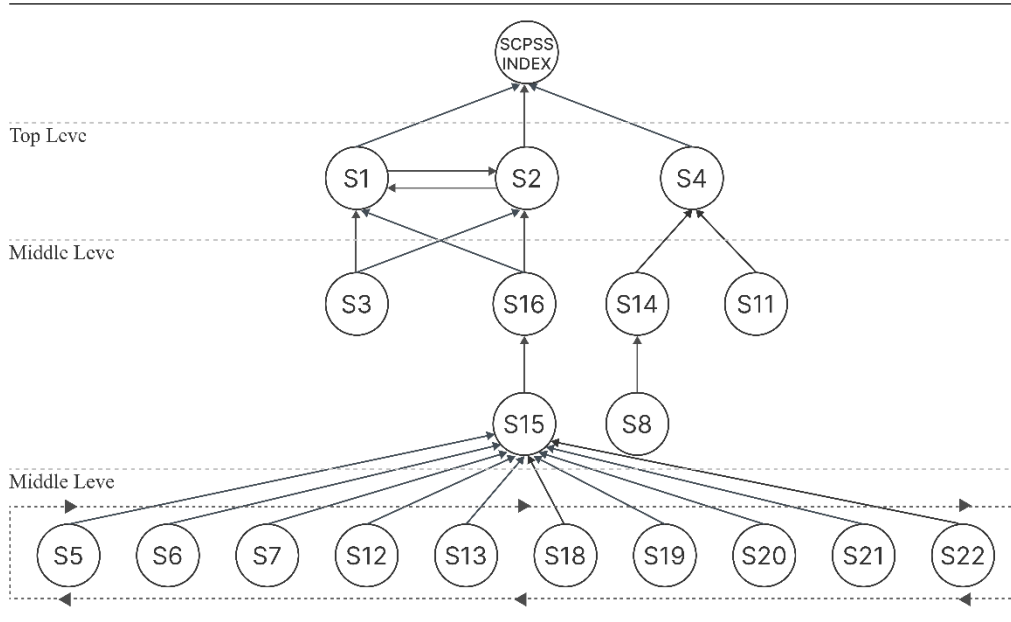 SCPSS
INDEX
Top Leve
S1 S2 S4
Middle Leve
S3 S16 S14 S11
S15 S8
Middle Leve
S5 S6 S7 S12 S13 S18 S19 S20 S21 S22